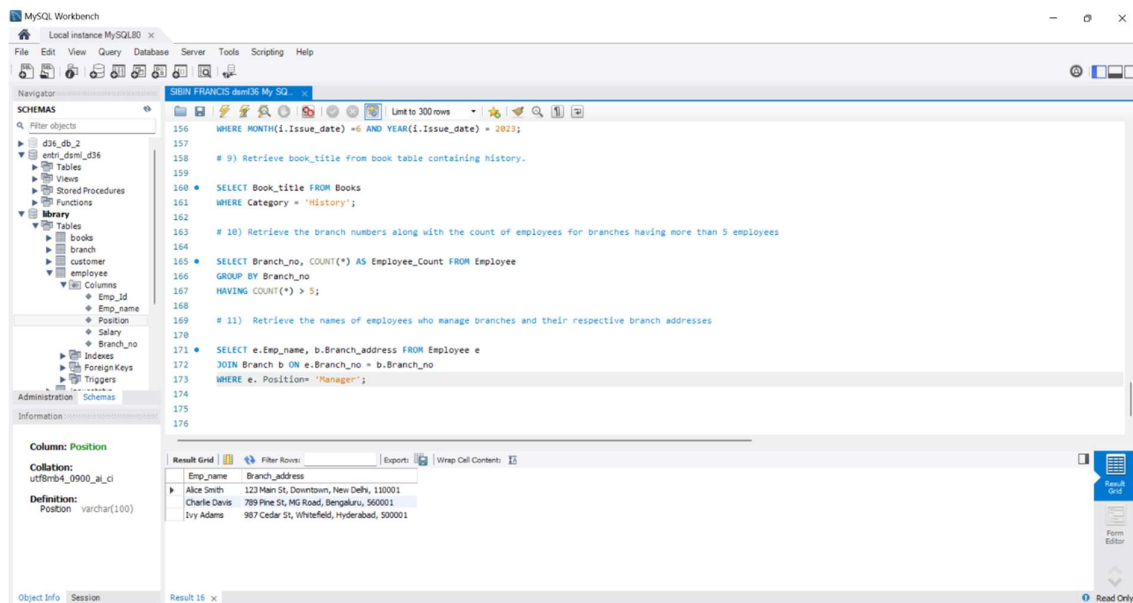 MySQL Workbench
Local instance MySQL80 ×
File Edit View Query Database Server Tools Scripting Help
Navigator
SCHEMAS
Filter objects
d36_db_2
entri_dsml_d36
Tables
Views
Stored Procedures
Functions
library
Tables
books
branch
customer
employee
Columns
Emp_Id
Emp_name
Position
Salary
Branch_no
Indexes
Foreign Keys
Triggers
Administration Schemas
Information
Column: Position
Collation:
utf8mb4_0900_ai_ci
Definition:
Position varchar(100)
Object Info Session
SIBIN FRANCIS dsml36 My SQ... ×
Limit to 300 rows
156 WHERE MONTH(i.Issue_date) =6 AND YEAR(i.Issue_date) = 2023;
157
158 # 9) Retrieve book_title from book table containing history.
159
160 SELECT Book_title FROM Books
161 WHERE Category = 'History';
162
163 # 10) Retrieve the branch numbers along with the count of employees for branches having more than 5 employees
164
165 SELECT Branch_no, COUNT(*) AS Employee_Count FROM Employee
166 GROUP BY Branch_no
167 HAVING COUNT(*) > 5;
168
169 # 11) Retrieve the names of employees who manage branches and their respective branch addresses
170
171 SELECT e.Emp_name, b.Branch_address FROM Employee e
172 JOIN Branch b ON e.Branch_no = b.Branch_no
173 WHERE e. Position= 'Manager';
174
175
176
Result Grid Filter Rows: Export: Wrap Cell Content:
Emp_name Branch_address
Alice Smith 123 Main St, Downtown, New Delhi, 110001
Charlie Davis 789 Pine St, MG Road, Bengaluru, 560001
Ivy Adams 987 Cedar St, Whitefield, Hyderabad, 500001
Result
Grid
Form
Editor
Result 16 ×
Read Only